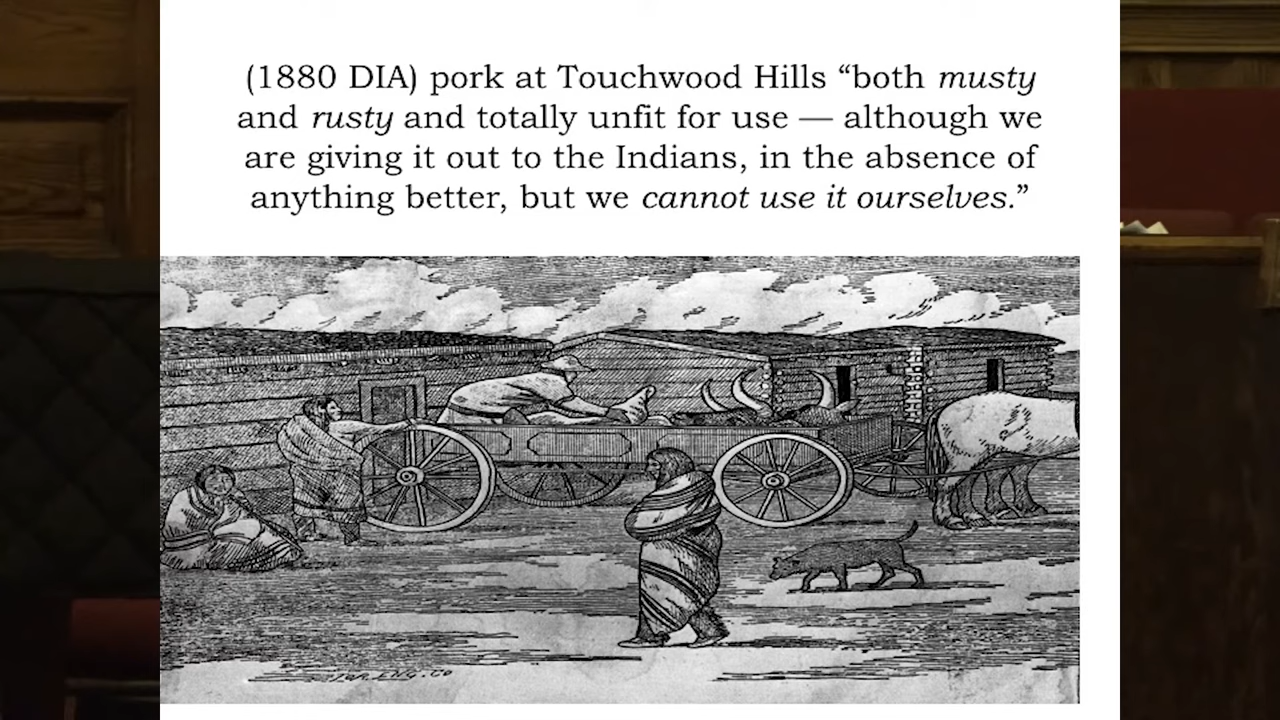 (1880 DIA) pork at Touchwood Hills “both musty
and rusty and totally unfit for use — although we
are giving it out to the Indians, in the absence of
anything better, but we cannot use it ourselves.”